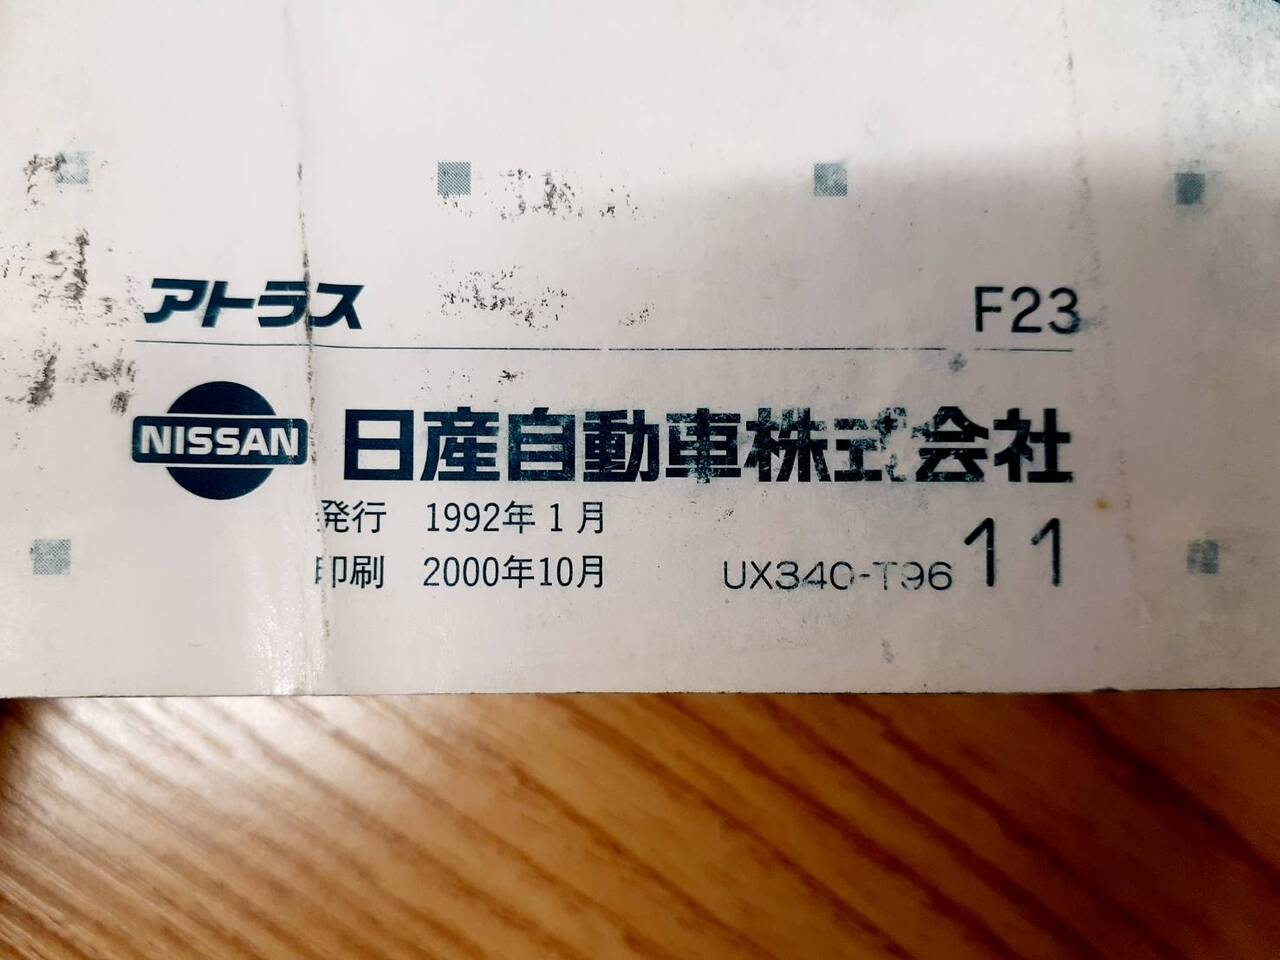 アトラス F23
NISSAN 日産自動車株式会社
発行 1992年1月
印刷 2000年10月 UX340-T96 11